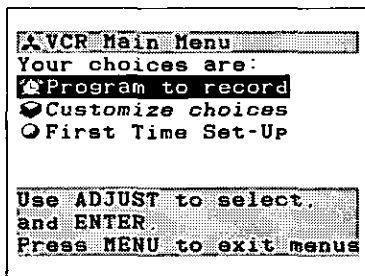 VCR Main Menu
Your choices are:
Program to record
Customize choices
First Time Set-Up
Use ADJUST to select,
and ENTER.
Press MENU to exit menus